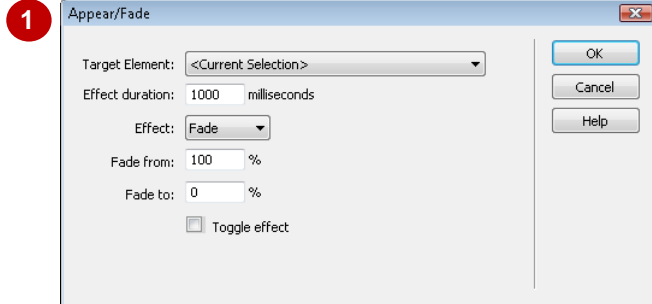 1
Appear/Fade
Target Element: <Current Selection>
OK
Effect duration: 1000 milliseconds
Cancel
Effect: Fade
Help
Fade from: 100 %
Fade to: 0 %
Toggle effect